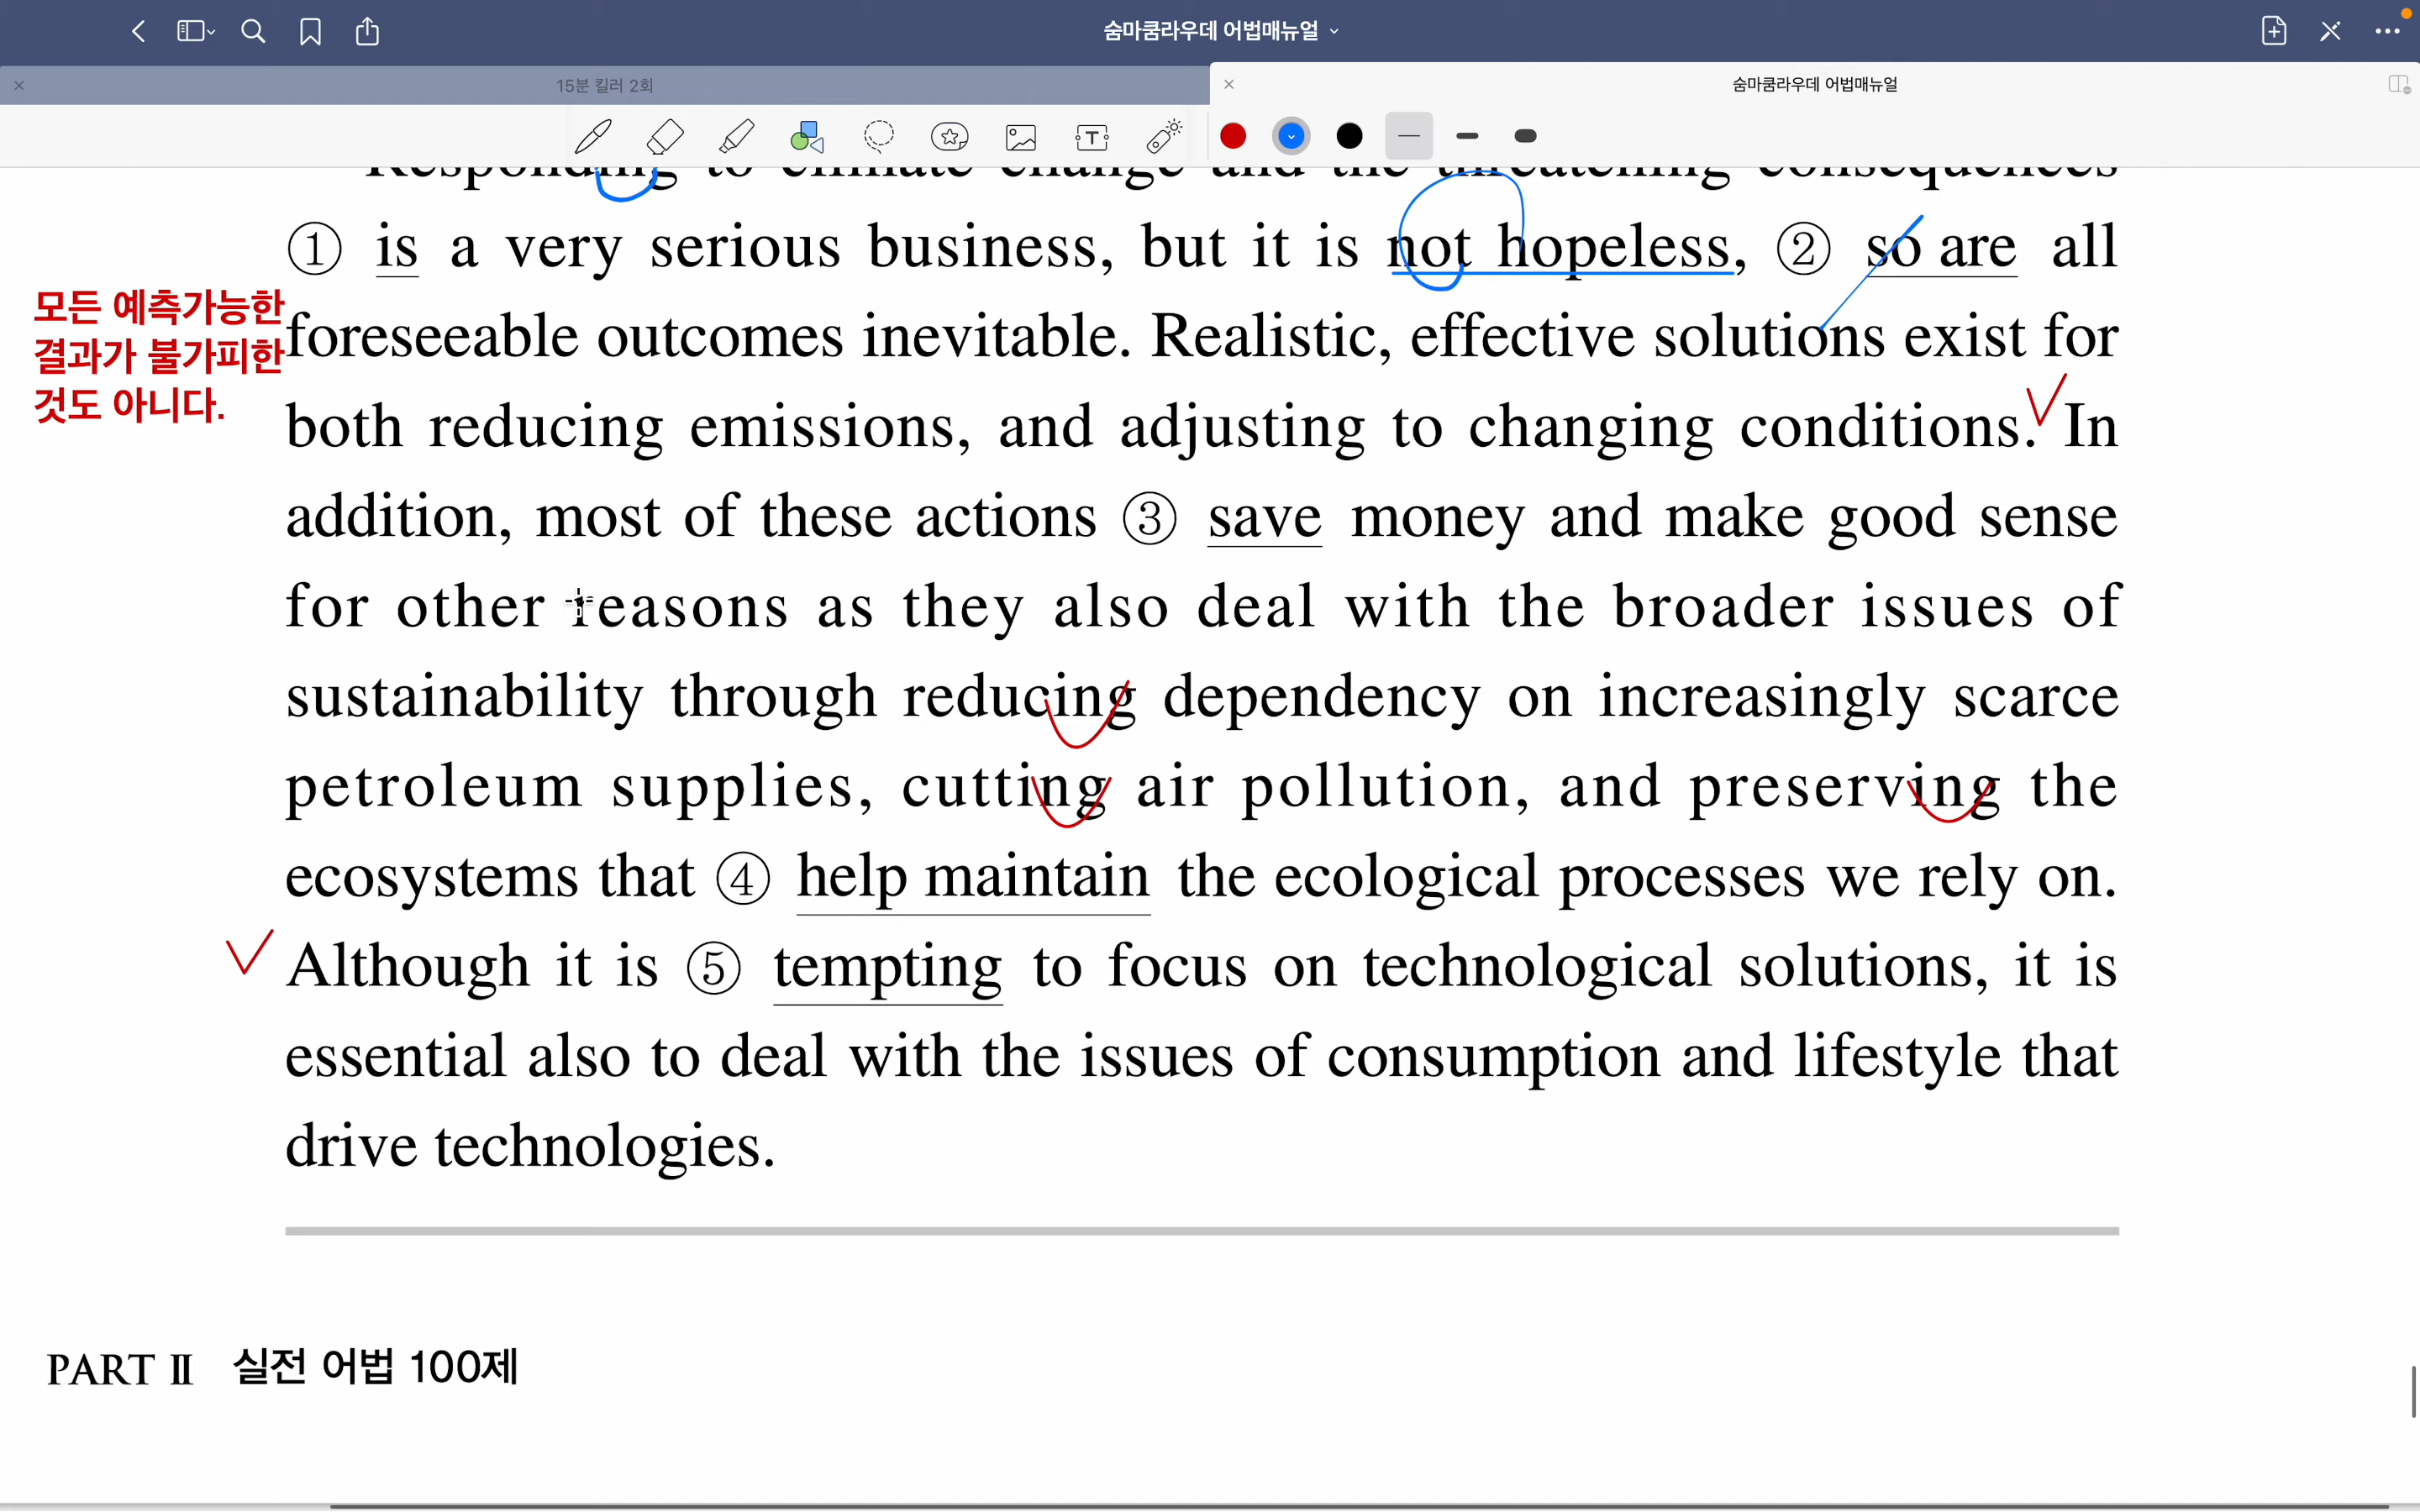 숨마쿰라우데 어법매뉴얼
15분 킬러 2회
숨마쿰라우데 어법매뉴얼
Responding to climate change and the threatening consequences
① is a very serious business, but it is not hopeless, ② so are all
모든 예측가능한
결과가 불가피한
것도 아니다.
foreseeable outcomes inevitable. Realistic, effective solutions exist for
both reducing emissions, and adjusting to changing conditions. In
addition, most of these actions ③ save money and make good sense
for other reasons as they also deal with the broader issues of
sustainability through reducing dependency on increasingly scarce
petroleum supplies, cutting air pollution, and preserving the
ecosystems that ④ help maintain the ecological processes we rely on.
Although it is ⑤ tempting to focus on technological solutions, it is
essential also to deal with the issues of consumption and lifestyle that
drive technologies.
PART Ⅱ 실전 어법 100제